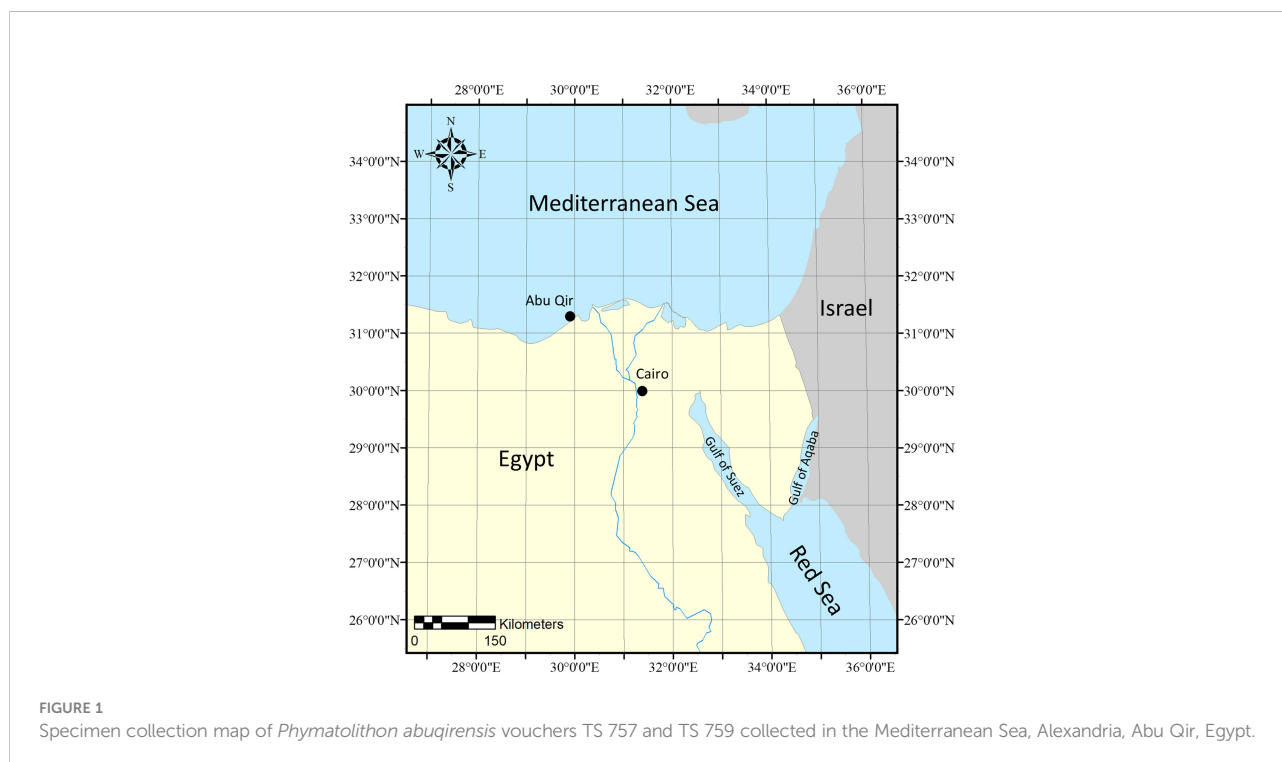 28°0'0"E 30°0'0"E 32°0'0"E 34°0'0"E 36°0'0"E
N
W E
S
34°0'0"N 34°0'0"N
Mediterranean Sea
33°0'0"N 33°0'0"N
32°0'0"N 32°0'0"N
Abu Qir
Israel
31°0'0"N 31°0'0"N
Cairo
30°0'0"N 30°0'0"N
29°0'0"N 29°0'0"N
Egypt
Gulf of Suez
Gulf of Aqaba
28°0'0"N 28°0'0"N
Red Sea
27°0'0"N 27°0'0"N
26°0'0"N 26°0'0"N
Kilometers
0 150
28°0'0"E 30°0'0"E 32°0'0"E 34°0'0"E 36°0'0"E
FIGURE 1
Specimen collection map of Phymatolithon abuqirensis vouchers TS 757 and TS 759 collected in the Mediterranean Sea, Alexandria, Abu Qir, Egypt.